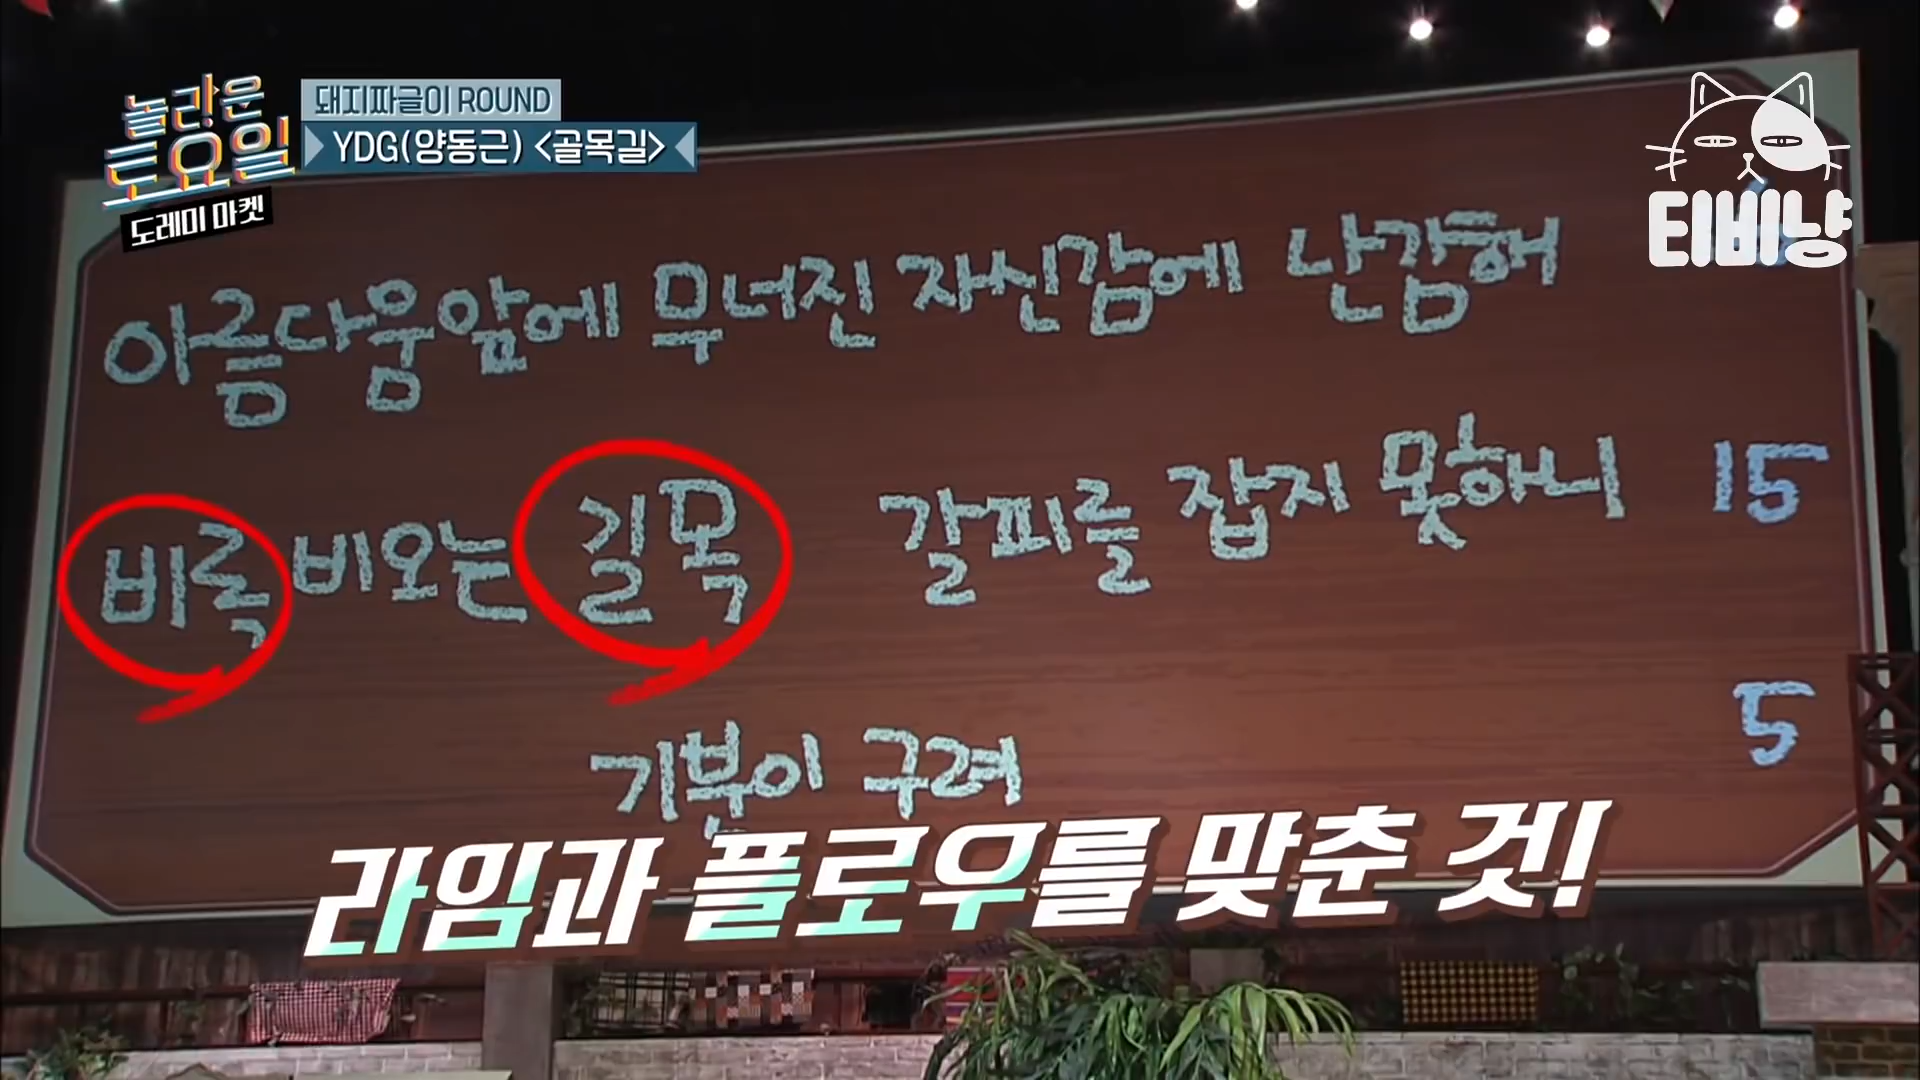 놀라운
토요일
도레미 마켓
돼지짜글이 ROUND
YDG(양동근) <골목길>
티비냥
아름다움앞에 무너진 자신감에 난감해
비록 비오는 길목 갈피를 잡지 못하니 15
기분이 구려 5
라임과 플로우를 맞춘 것!